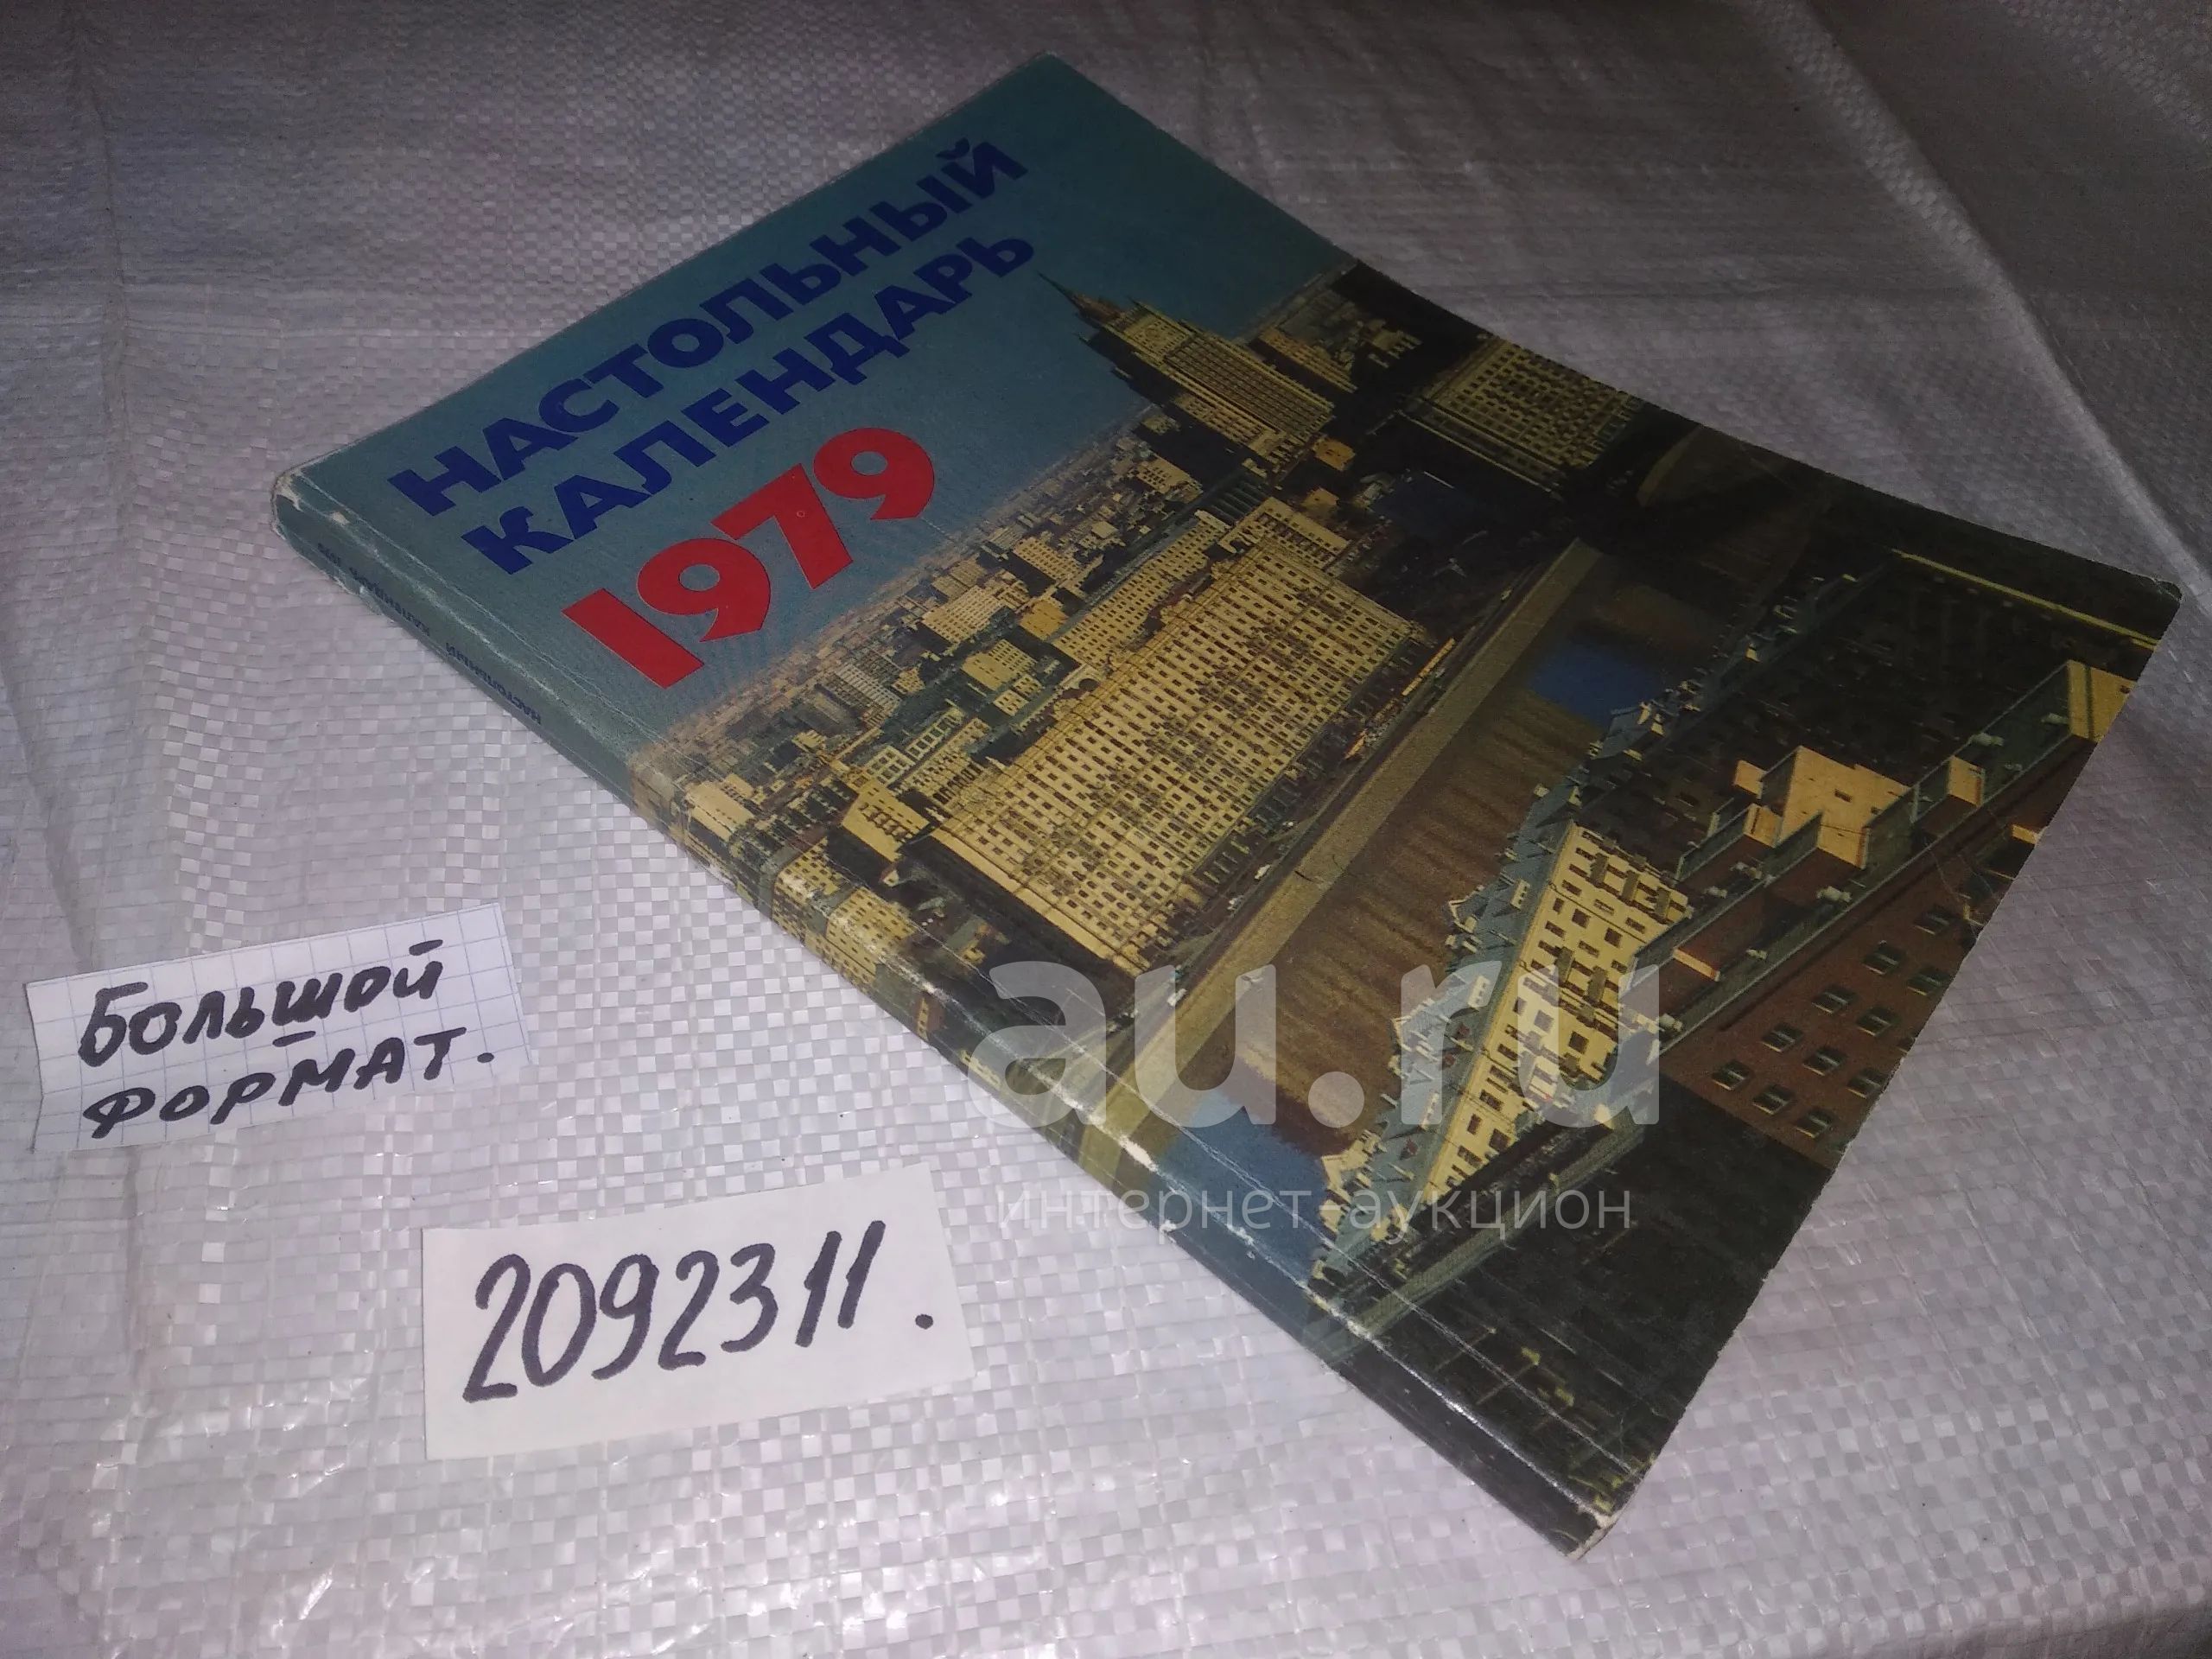 НАСТОЛЬНЫЙ
КАЛЕНДАРЬ
1979
НАСТОЛЬНЫЙ КАЛЕНДАРЬ 1979
Большой
формат.
2092311.
au.ru
интернет-аукцион